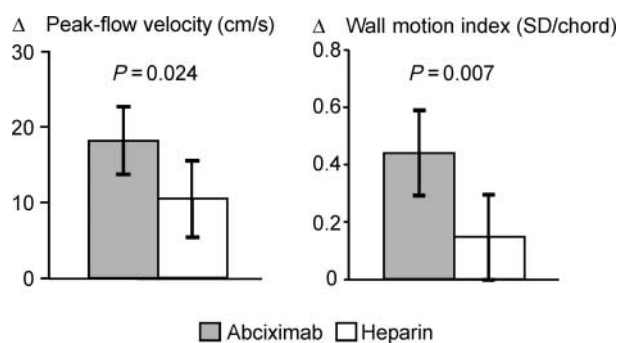 Δ Peak-flow velocity (cm/s)
30
20
10
0
P = 0.024
Δ Wall motion index (SD/chord)
0.8
0.6
0.4
0.2
0
P = 0.007
Abciximab
Heparin